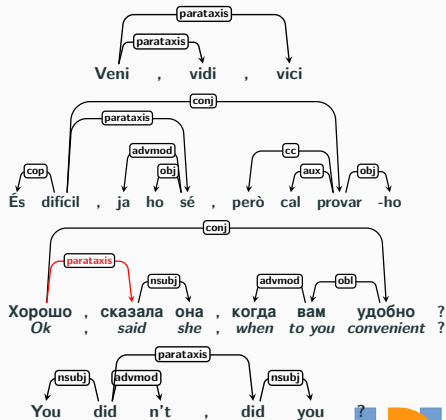 parataxis
parataxis
Veni , vidi , vici
conj
parataxis
advmod cc
cop obj aux obj
És difícil , ja ho sé , però cal provar -ho
conj
parataxis nsubj advmod obl
Хорошо , сказала она , когда вам удобно ?
Ok , said she , when to you convenient ?
parataxis
nsubj advmod nsubj
You did n't , did you ?